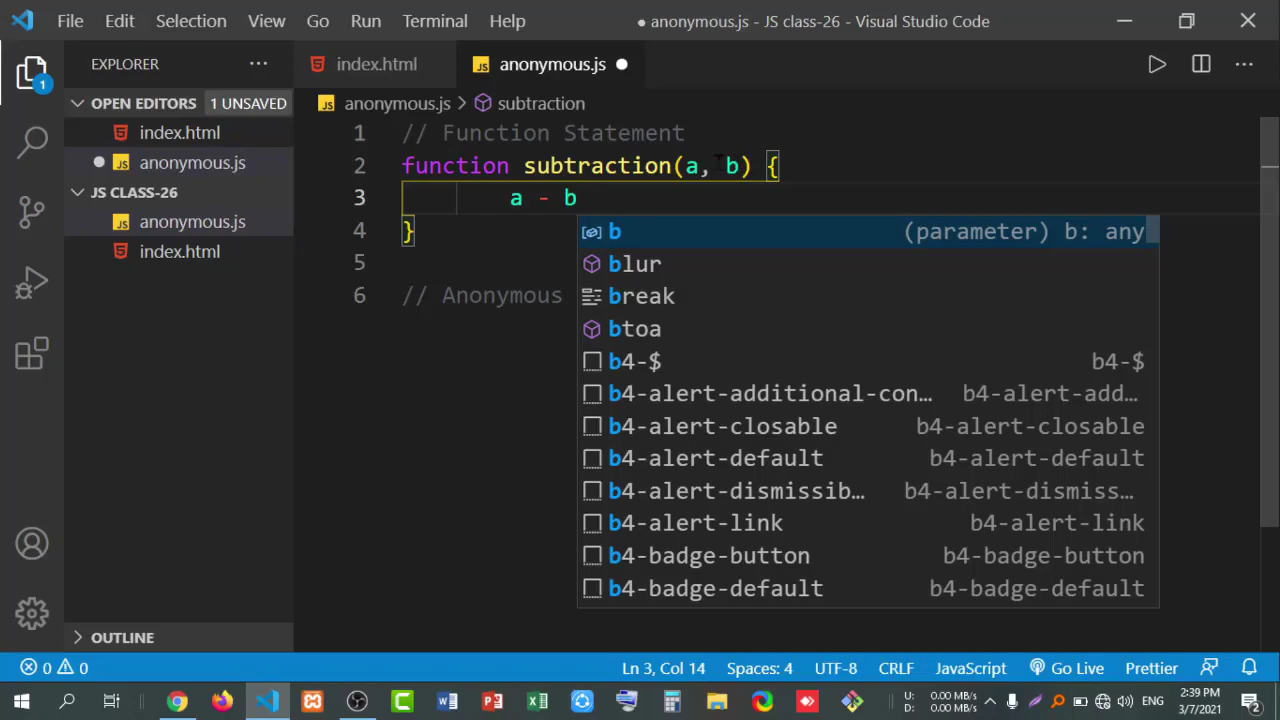 File Edit Selection View Go Run Terminal Help
● anonymous.js - JS class-26 - Visual Studio Code
EXPLORER
index.html
JS anonymous.js
OPEN EDITORS 1 UNSAVED
index.html
JS anonymous.js
JS CLASS-26
JS anonymous.js
index.html
OUTLINE
JS anonymous.js > subtraction
1 // Function Statement
2 function subtraction(a, b) {
3 a - b
4 }
5
6 // Anonymous
b (parameter) b: any
blur
break
btoa
b4-$ b4-$
b4-alert-additional-con… b4-alert-add…
b4-alert-closable b4-alert-closable
b4-alert-default b4-alert-default
b4-alert-dismissib… b4-alert-dismiss…
b4-alert-link b4-alert-link
b4-badge-button b4-badge-button
b4-badge-default b4-badge-default
1
0 0 Ln 3, Col 14 Spaces: 4 UTF-8 CRLF JavaScript Go Live Prettier
U: 0.00 MB/s
D: 0.00 MB/s
ENG
2:39 PM
3/7/2021
2